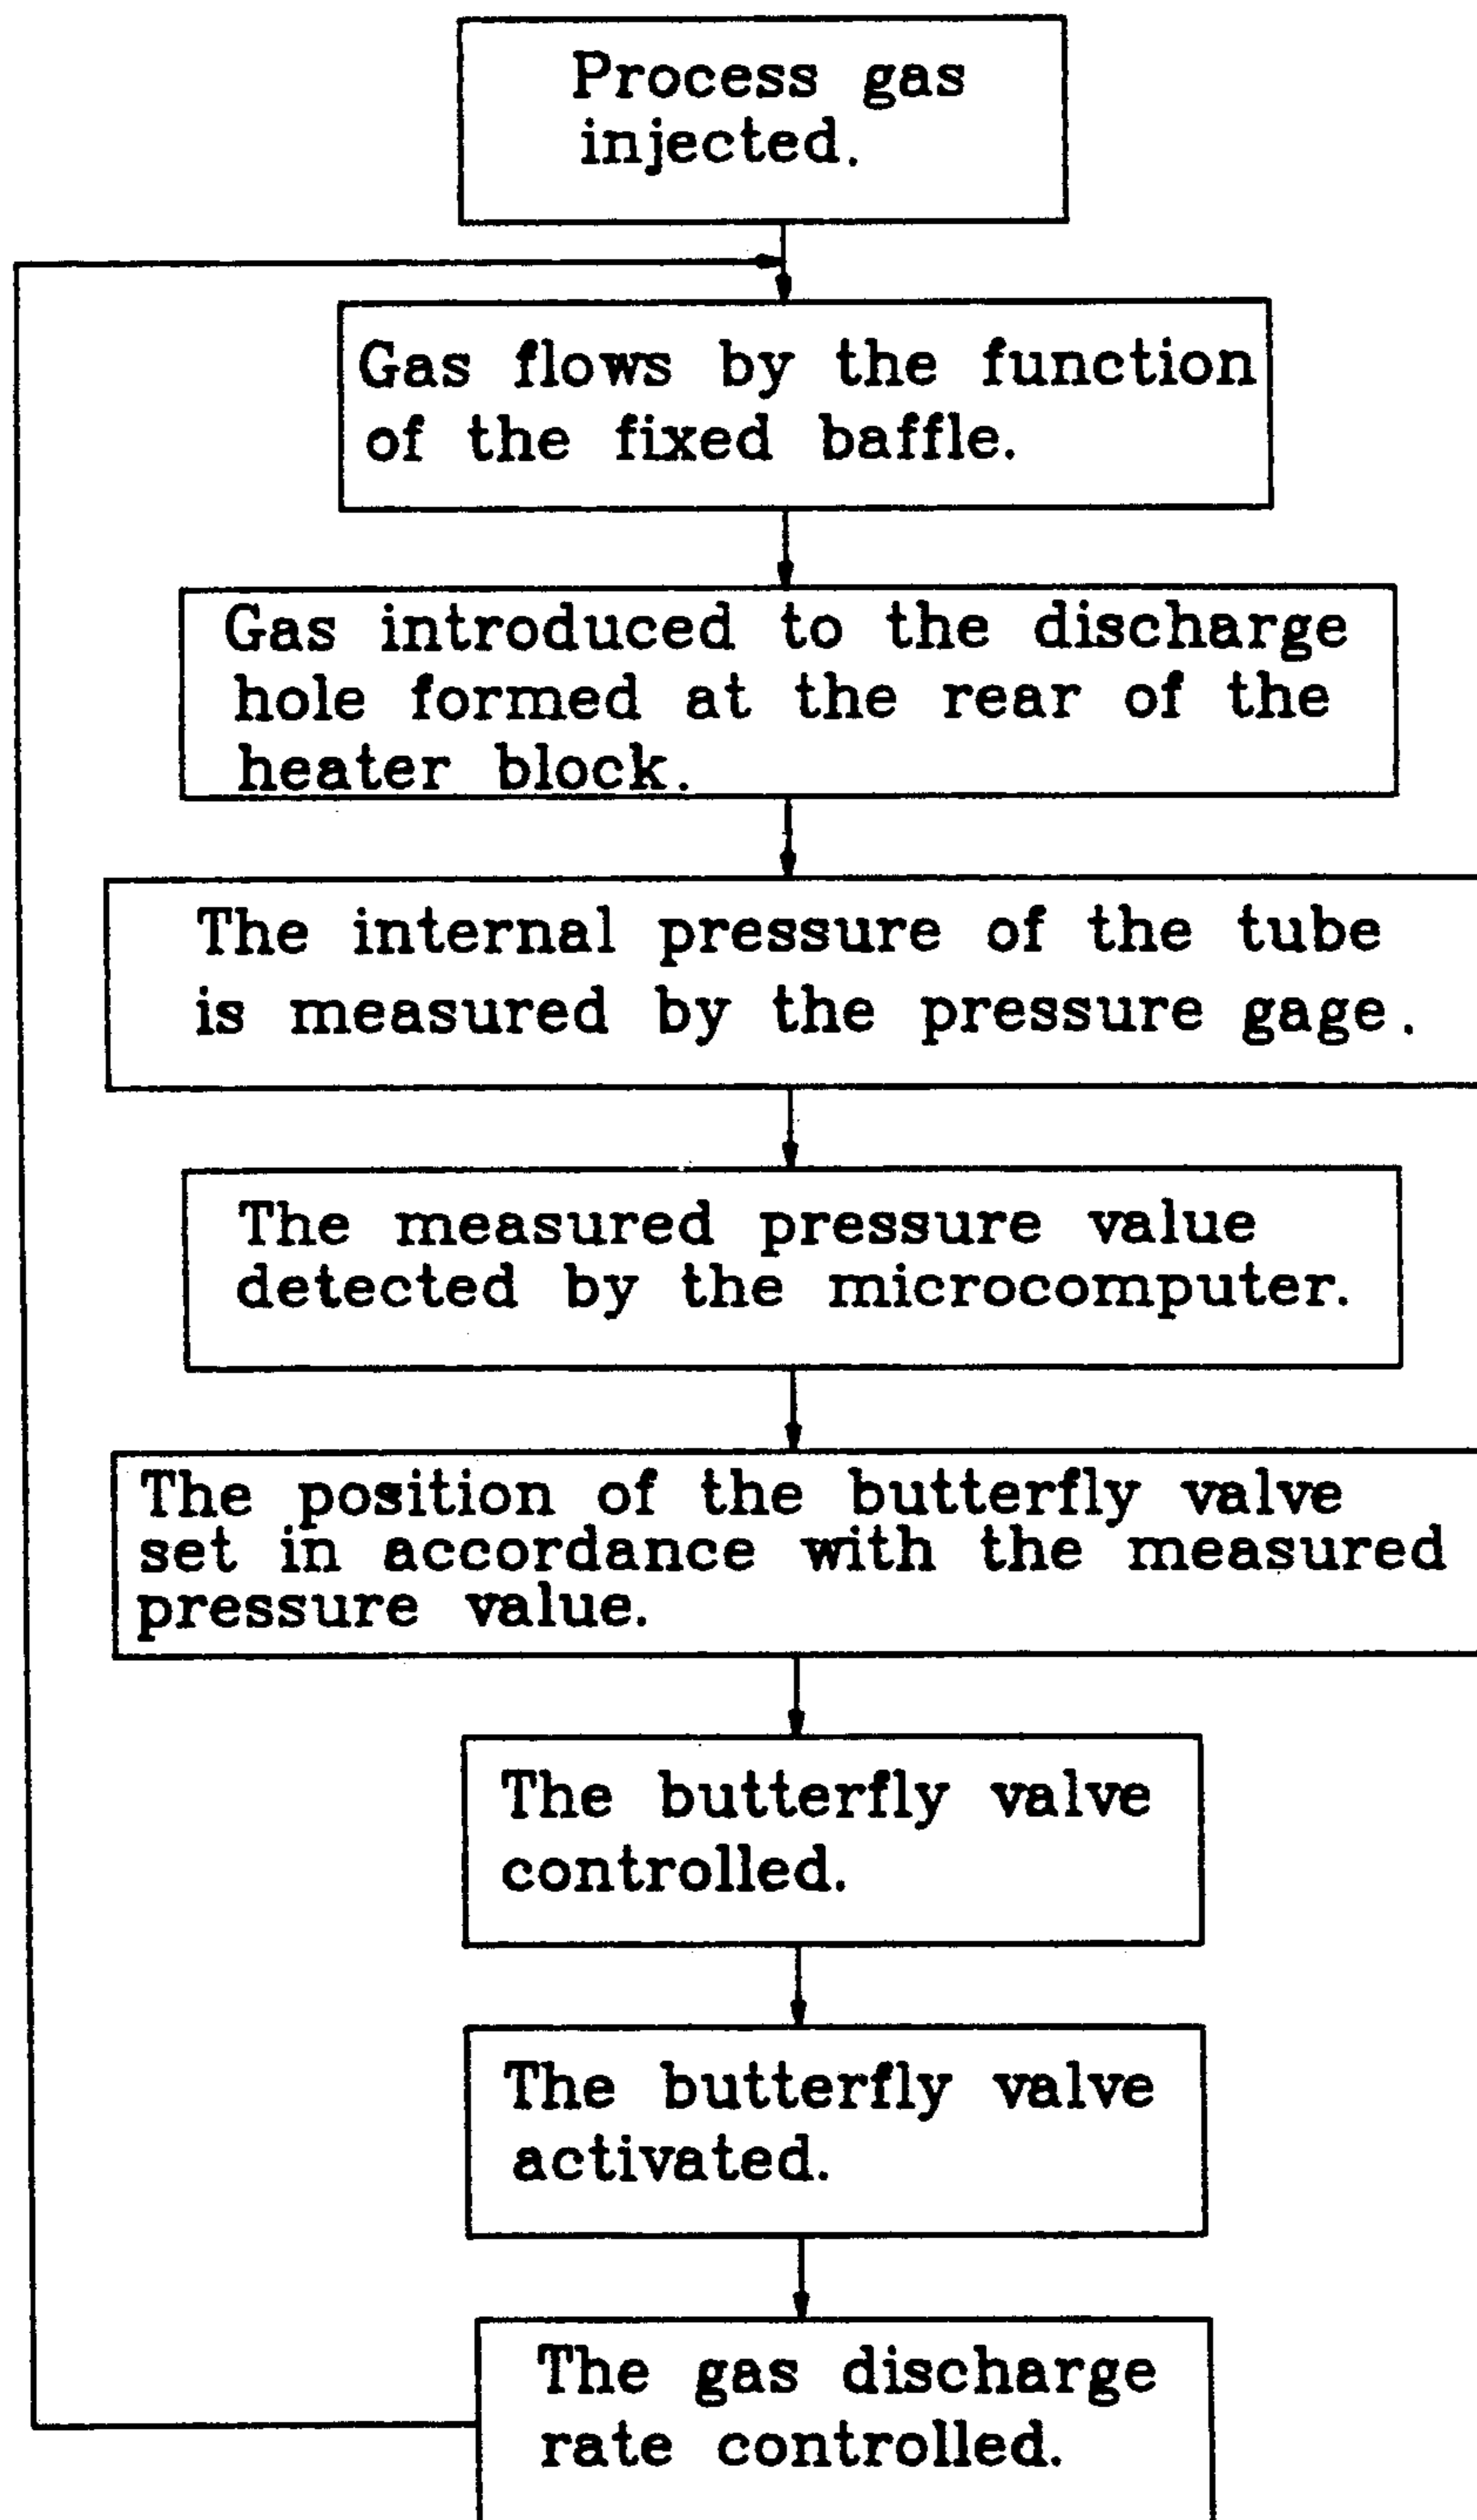 Process gas
injected.
Gas flows by the function
of the fixed baffle.
Gas introduced to the discharge
hole formed at the rear of the
heater block.
The internal pressure of the tube
is measured by the pressure gage.
The measured pressure value
detected by the microcomputer.
The position of the butterfly valve
set in accordance with the measured
pressure value.
The butterfly valve
controlled.
The butterfly valve
activated.
The gas discharge
rate controlled.